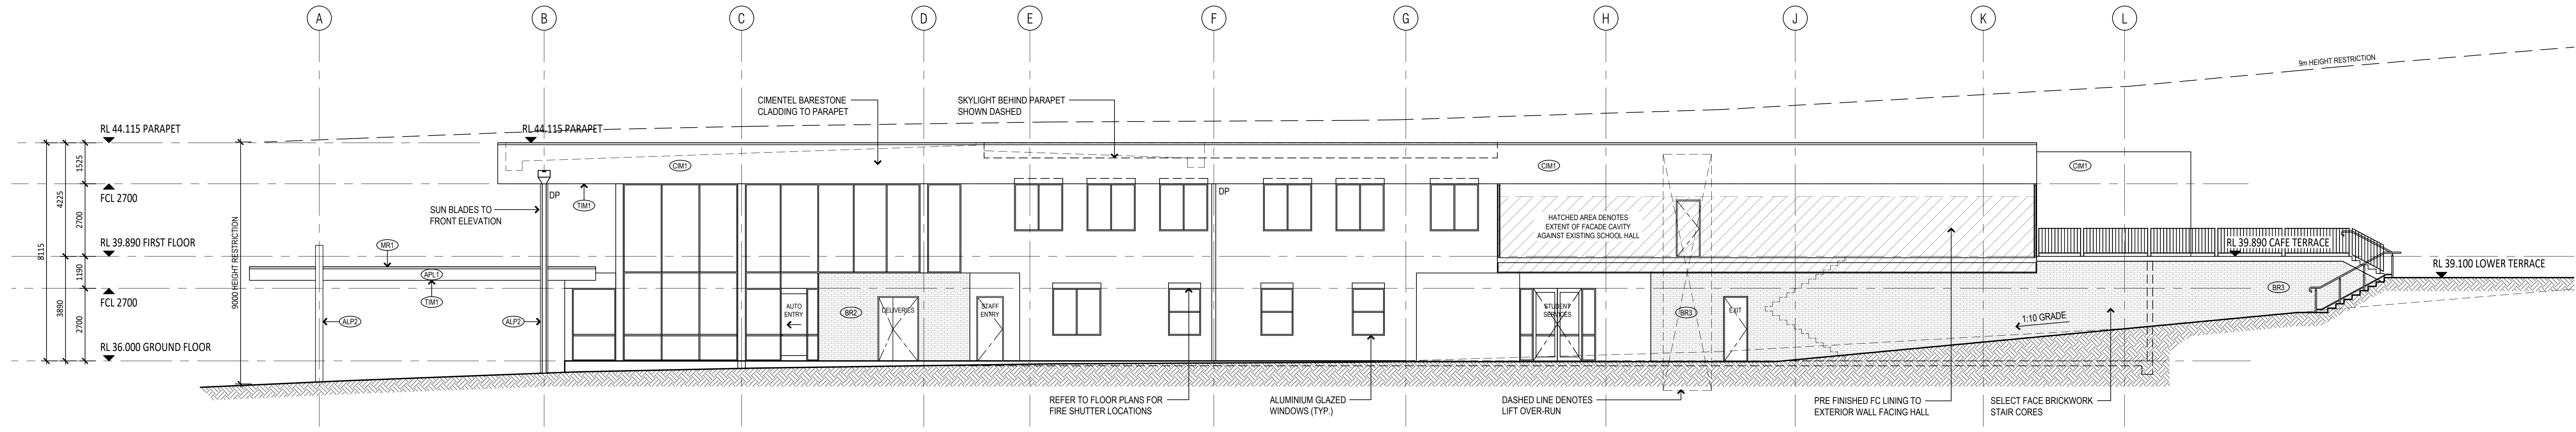 A
B
C
D
E
F
G
H
J
K
L
9m HEIGHT RESTRICTION
CIMENTEL BARESTONE
CLADDING TO PARAPET
SKYLIGHT BEHIND PARAPET
SHOWN DASHED
RL 44.115 PARAPET
RL 44.115 PARAPET
1525
4225
2700
8115
1190
3890
2700
9000 HEIGHT RESTRICTION
FCL 2700
RL 39.890 FIRST FLOOR
FCL 2700
RL 36.000 GROUND FLOOR
CIM1
CIM1
CIM1
DP
DP
TIM1
SUN BLADES TO
FRONT ELEVATION
MR1
APL1
TIM1
ALP2
ALP2
HATCHED AREA DENOTES
EXTENT OF FACADE CAVITY
AGAINST EXISTING SCHOOL HALL
RL 39.890 CAFE TERRACE
RL 39.100 LOWER TERRACE
AUTO
ENTRY
BR2
DELIVERIES
STAFF
ENTRY
STUDENT
SERVICES
BR3
EXIT
BR3
1:10 GRADE
REFER TO FLOOR PLANS FOR
FIRE SHUTTER LOCATIONS
ALUMINIUM GLAZED
WINDOWS (TYP.)
DASHED LINE DENOTES
LIFT OVER-RUN
PRE FINISHED FC LINING TO
EXTERIOR WALL FACING HALL
SELECT FACE BRICKWORK
STAIR CORES